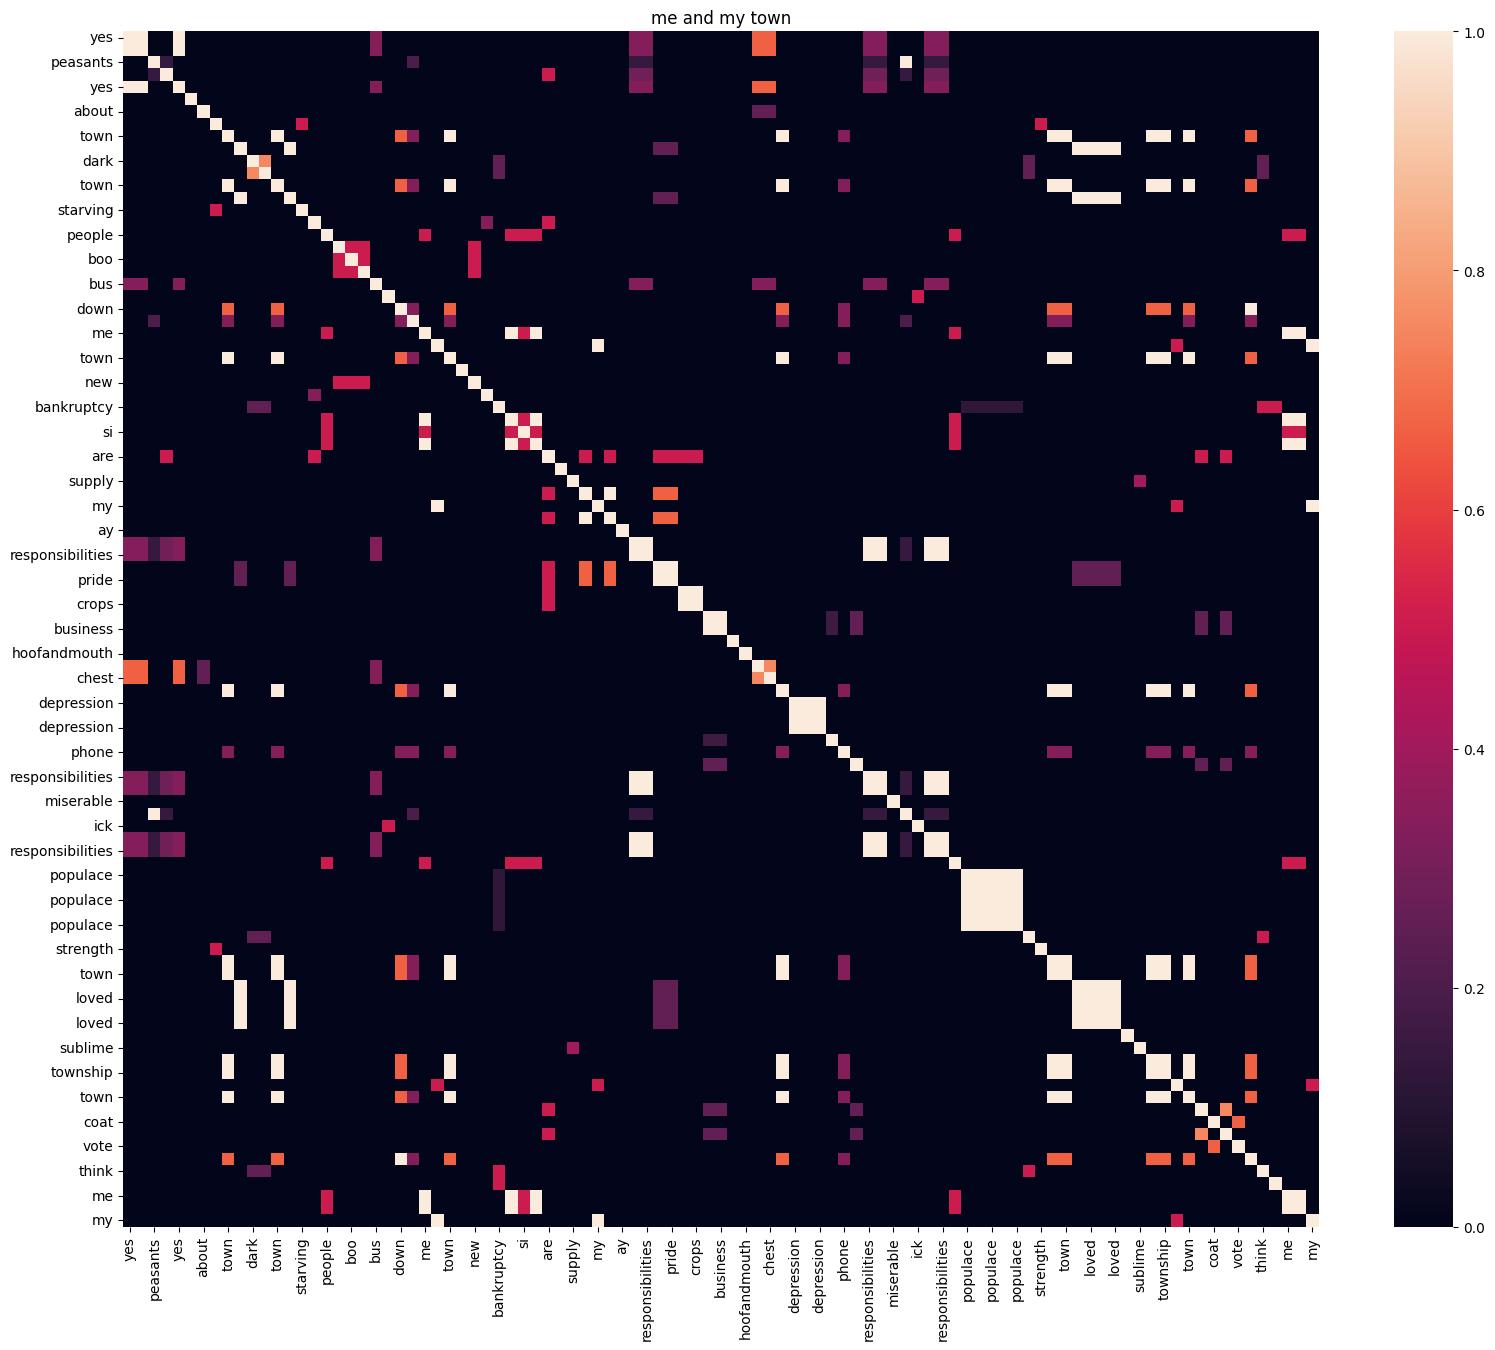 me and my town
yes
peasants
yes
about
town
dark
town
starving
people
boo
bus
down
me
town
new
bankruptcy
si
are
supply
my
ay
responsibilities
pride
crops
business
hoofandmouth
chest
depression
depression
phone
responsibilities
miserable
ick
responsibilities
populace
populace
populace
strength
town
loved
loved
sublime
township
town
coat
vote
think
me
my
1.0
0.8
0.6
0.4
0.2
0.0
yes
peasants
yes
about
town
dark
town
starving
people
boo
bus
down
me
town
new
bankruptcy
si
are
supply
my
ay
responsibilities
pride
crops
business
hoofandmouth
chest
depression
depression
phone
responsibilities
miserable
ick
responsibilities
populace
populace
populace
strength
town
loved
loved
sublime
township
town
coat
vote
think
me
my